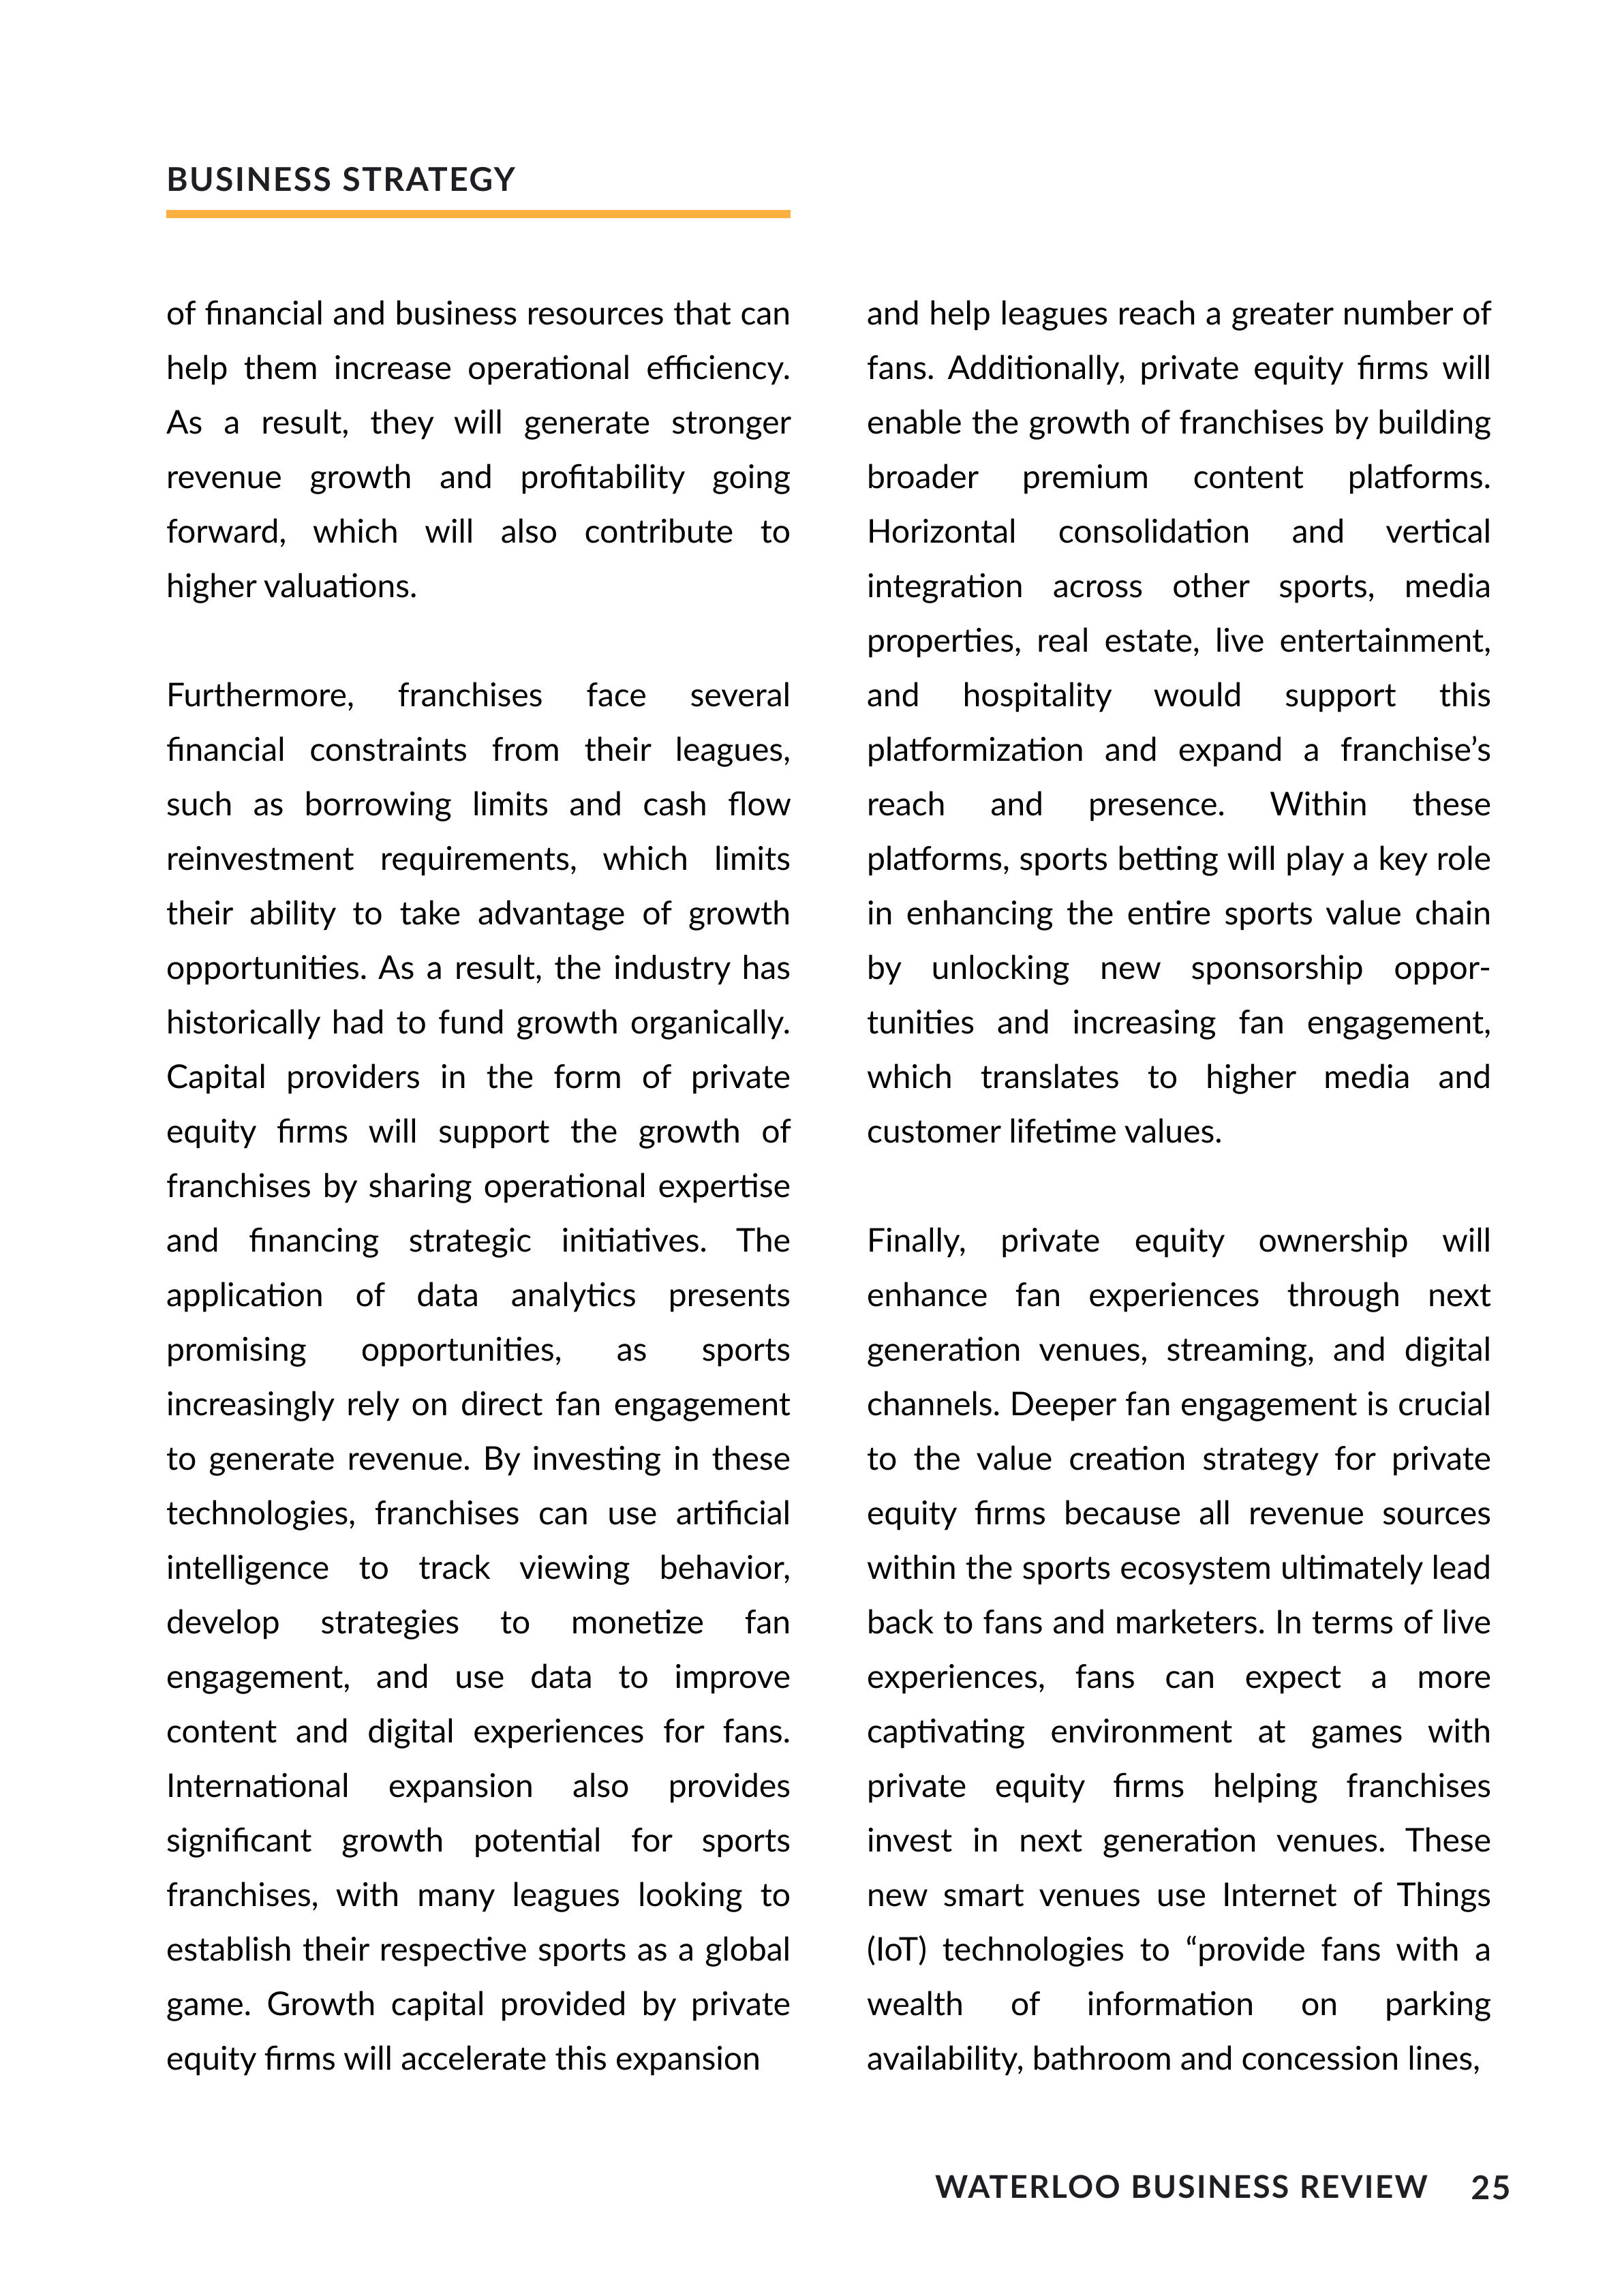 BUSINESS STRATEGY
of financial and business resources that can
help them increase operational efficiency.
As a result, they will generate stronger
revenue growth and profitability going
forward, which will also contribute to
higher valuations.
Furthermore, franchises face several
financial constraints from their leagues,
such as borrowing limits and cash flow
reinvestment requirements, which limits
their ability to take advantage of growth
opportunities. As a result, the industry has
historically had to fund growth organically.
Capital providers in the form of private
equity firms will support the growth of
franchises by sharing operational expertise
and financing strategic initiatives. The
application of data analytics presents
promising opportunities, as sports
increasingly rely on direct fan engagement
to generate revenue. By investing in these
technologies, franchises can use artificial
intelligence to track viewing behavior,
develop strategies to monetize fan
engagement, and use data to improve
content and digital experiences for fans.
International expansion also provides
significant growth potential for sports
franchises, with many leagues looking to
establish their respective sports as a global
game. Growth capital provided by private
equity firms will accelerate this expansion
and help leagues reach a greater number of
fans. Additionally, private equity firms will
enable the growth of franchises by building
broader premium content platforms.
Horizontal consolidation and vertical
integration across other sports, media
properties, real estate, live entertainment,
and hospitality would support this
platformization and expand a franchise’s
reach and presence. Within these
platforms, sports betting will play a key role
in enhancing the entire sports value chain
by unlocking new sponsorship oppor-
tunities and increasing fan engagement,
which translates to higher media and
customer lifetime values.
Finally, private equity ownership will
enhance fan experiences through next
generation venues, streaming, and digital
channels. Deeper fan engagement is crucial
to the value creation strategy for private
equity firms because all revenue sources
within the sports ecosystem ultimately lead
back to fans and marketers. In terms of live
experiences, fans can expect a more
captivating environment at games with
private equity firms helping franchises
invest in next generation venues. These
new smart venues use Internet of Things
(IoT) technologies to “provide fans with a
wealth of information on parking
availability, bathroom and concession lines,
WATERLOO BUSINESS REVIEW 25